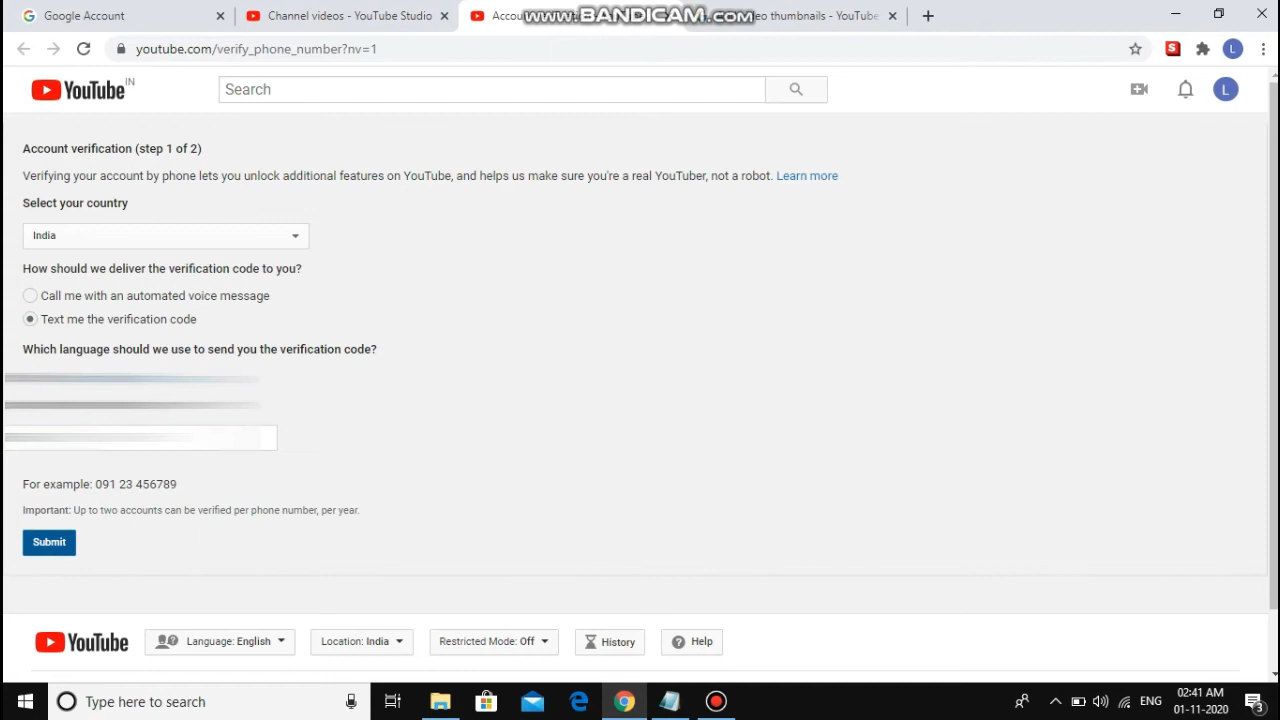 Google Account
Channel videos - YouTube Studio
www.BANDICAM.com
eo thumbnails - YouTube
youtube.com/verify_phone_number?nv=1
L
YouTube IN
Search
L
Account verification (step 1 of 2)
Verifying your account by phone lets you unlock additional features on YouTube, and helps us make sure you're a real YouTuber, not a robot. Learn more
Select your country
India
How should we deliver the verification code to you?
Call me with an automated voice message
Text me the verification code
Which language should we use to send you the verification code?
For example: 091 23 456789
Important: Up to two accounts can be verified per phone number, per year.
Submit
YouTube
Language: English
Location: India
Restricted Mode: Off
History
Help
Type here to search
ENG
02:41 AM
01-11-2020
3